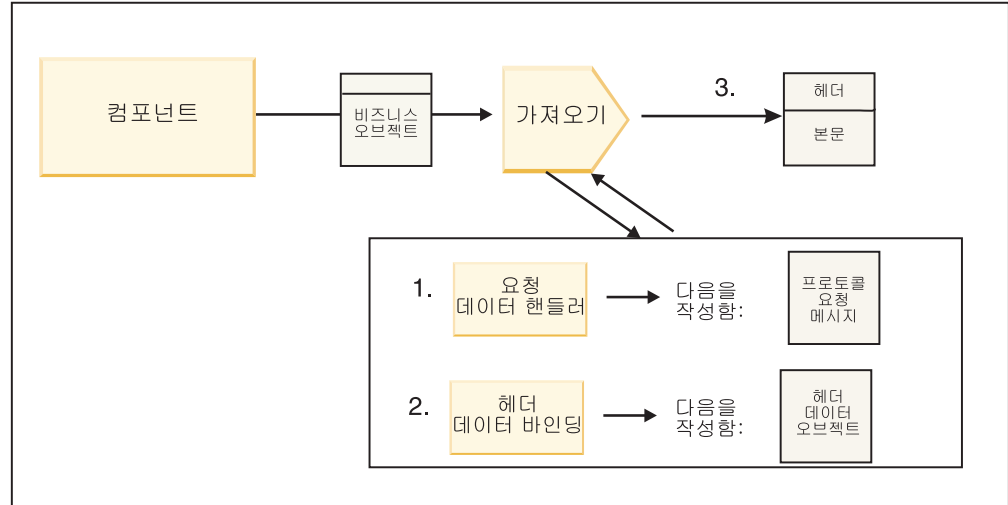 컴포넌트
비즈니스
오브젝트
가져오기
3.
헤더
본문
1.
요청
데이터 핸들러
다음을
작성함:
프로토콜
요청
메시지
2.
헤더
데이터 바인딩
다음을
작성함:
헤더
데이터
오브젝트